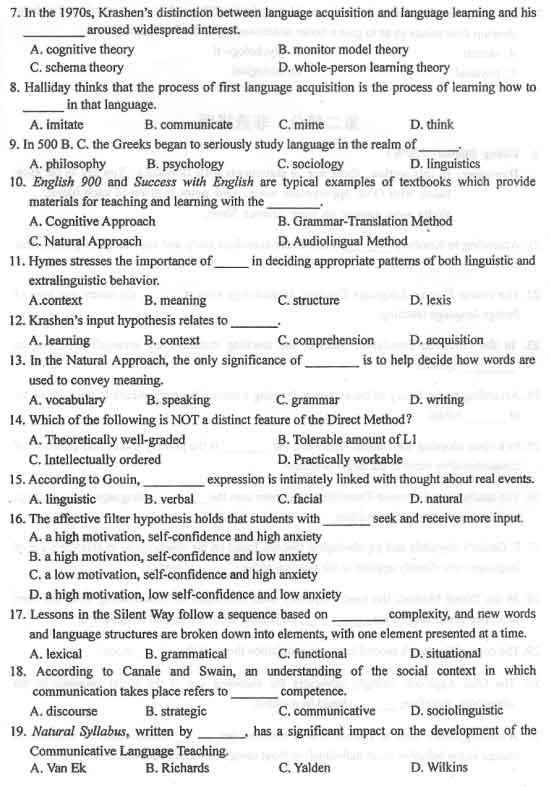 7. In the 1970s, Krashen's distinction between language acquisition and language learning and his
________ aroused widespread interest.
A. cognitive theory B. monitor model theory
C. schema theory D. whole-person learning theory
8. Halliday thinks that the process of first language acquisition is the process of learning how to
______ in that language.
A. imitate B. communicate C. mime D. think
9. In 500 B. C. the Greeks began to seriously study language in the realm of ______.
A. philosophy B. psychology C. sociology D. linguistics
10. English 900 and Success with English are typical examples of textbooks which provide
materials for teaching and learning with the ________.
A. Cognitive Approach B. Grammar-Translation Method
C. Natural Approach D. Audiolingual Method
11. Hymes stresses the importance of _____ in deciding appropriate patterns of both linguistic and
extralinguistic behavior.
A.context B. meaning C. structure D. lexis
12. Krashen's input hypothesis relates to _______.
A. learning B. context C. comprehension D. acquisition
13. In the Natural Approach, the only significance of ________ is to help decide how words are
used to convey meaning.
A. vocabulary B. speaking C. grammar D. writing
14. Which of the following is NOT a distinct feature of the Direct Method?
A. Theoretically well-graded B. Tolerable amount of L1
C. Intellectually ordered D. Practically workable
15. According to Gouin, ________ expression is intimately linked with thought about real events.
A. linguistic B. verbal C. facial D. natural
16. The affective filter hypothesis holds that students with _______ seek and receive more input.
A. a high motivation, self-confidence and high anxiety
B. a high motivation, self-confidence and low anxiety
C. a low motivation, self-confidence and high anxiety
D. a high motivation, low self-confidence and low anxiety
17. Lessons in the Silent Way follow a sequence based on ________ complexity, and new words
and language structures are broken down into elements, with one element presented at a time.
A. lexical B. grammatical C. functional D. situational
18. According to Canale and Swain, an understanding of the social context in which
communication takes place refers to _______ competence.
A. discourse B. strategic C. communicative D. sociolinguistic
19. Natural Syllabus, written by _______, has a significant impact on the development of the
Communicative Language Teaching.
A. Van Ek B. Richards C. Yalden D. Wilkins